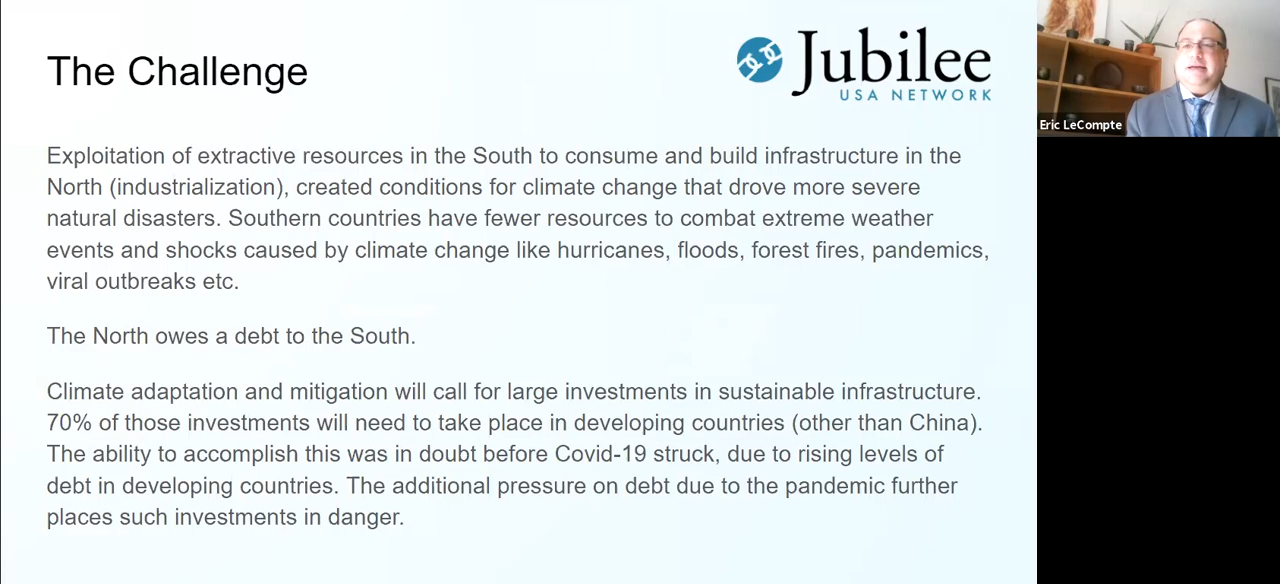 The Challenge
Jubilee
USA NETWORK
Eric LeCompte
Exploitation of extractive resources in the South to consume and build infrastructure in the
North (industrialization), created conditions for climate change that drove more severe
natural disasters. Southern countries have fewer resources to combat extreme weather
events and shocks caused by climate change like hurricanes, floods, forest fires, pandemics,
viral outbreaks etc.
The North owes a debt to the South.
Climate adaptation and mitigation will call for large investments in sustainable infrastructure.
70% of those investments will need to take place in developing countries (other than China).
The ability to accomplish this was in doubt before Covid-19 struck, due to rising levels of
debt in developing countries. The additional pressure on debt due to the pandemic further
places such investments in danger.